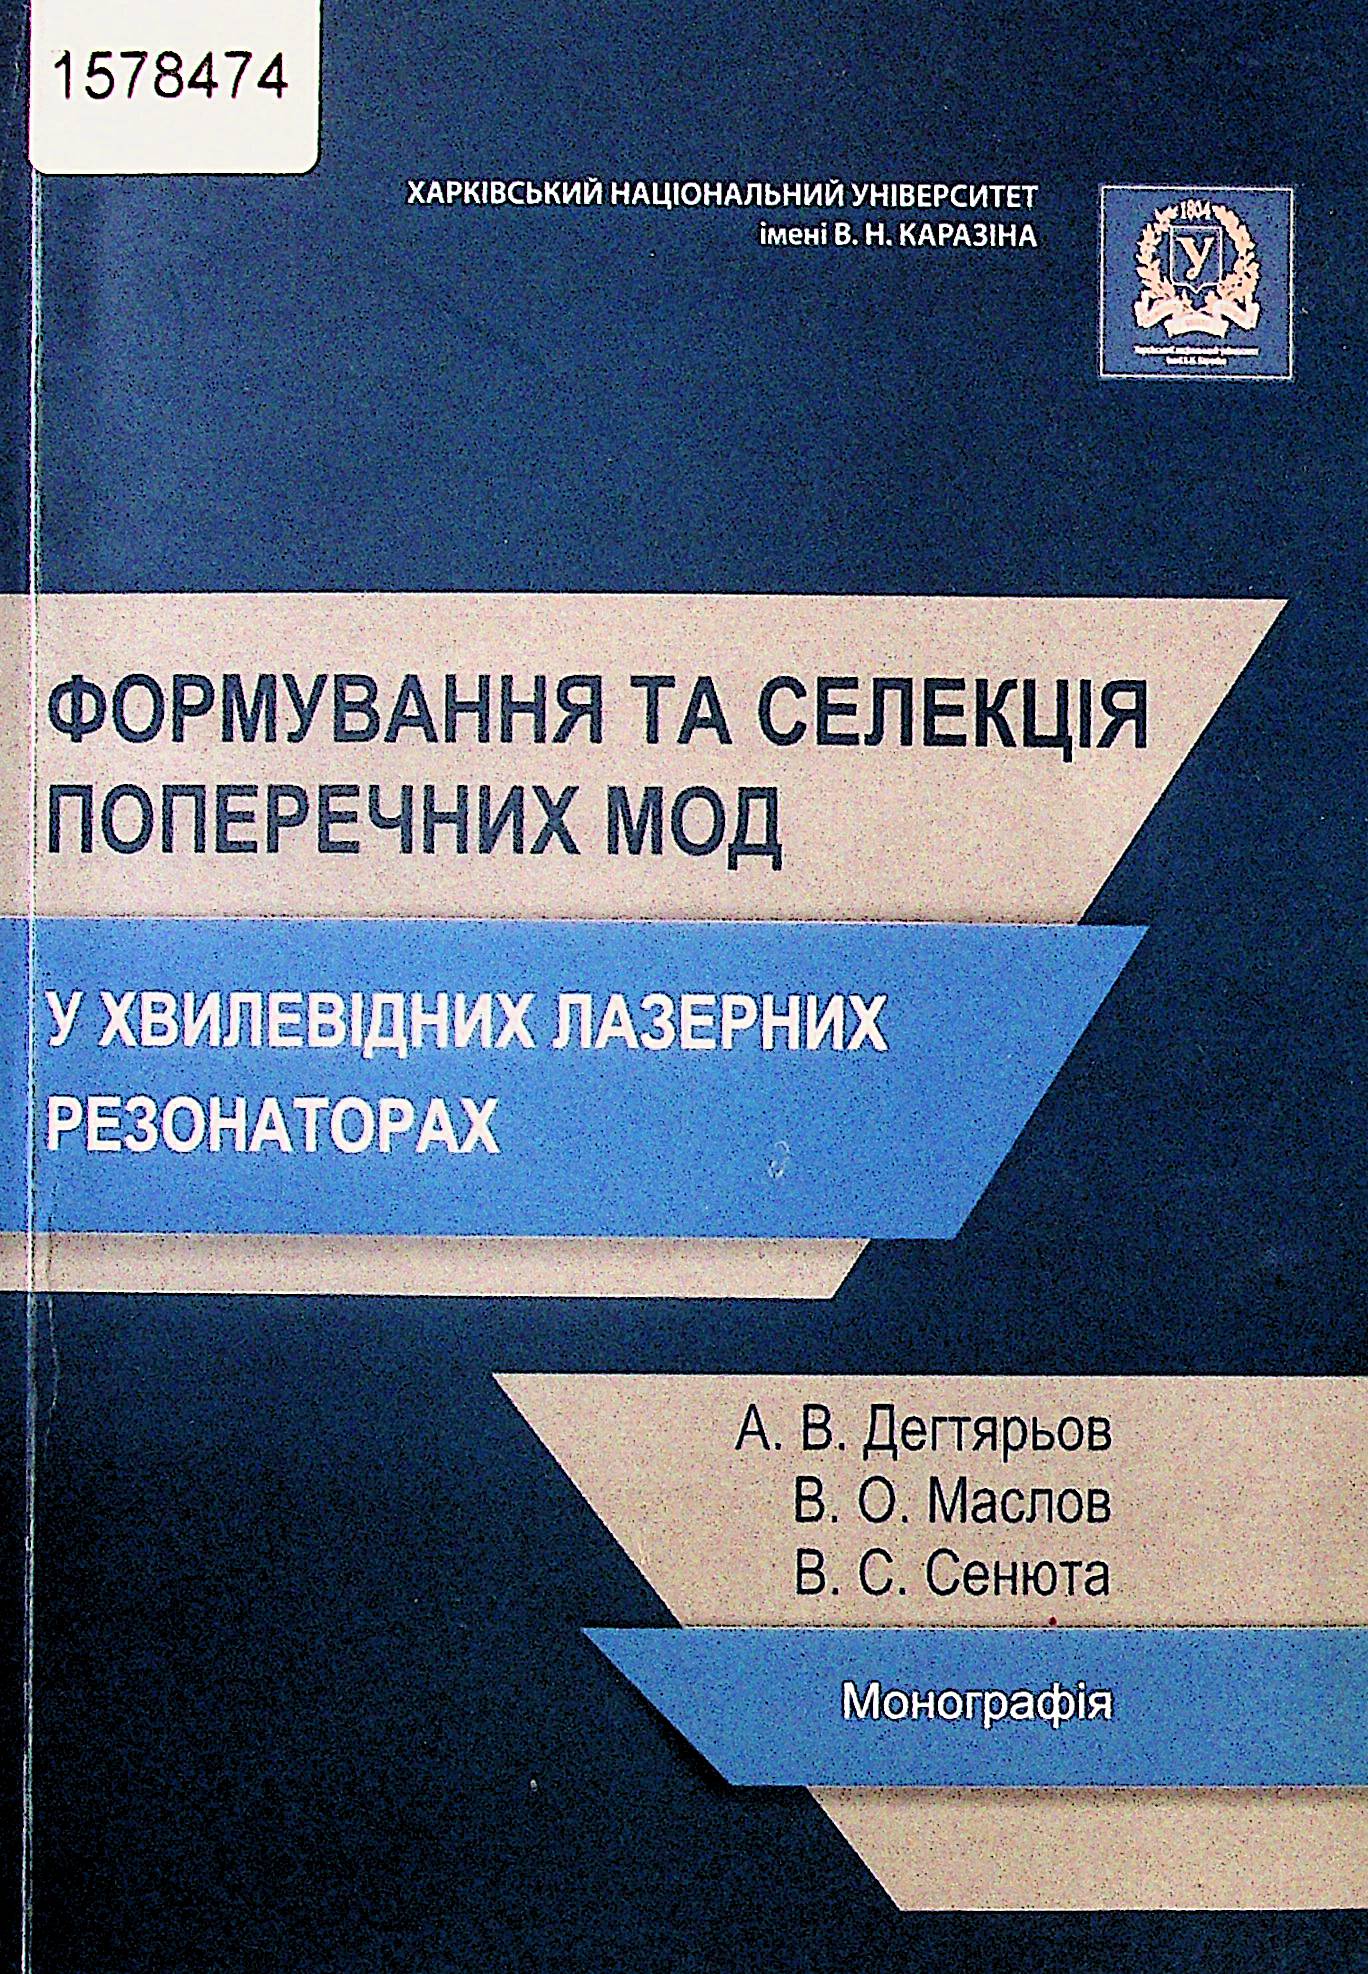 1578474
ХАРКІВСЬКИЙ НАЦІОНАЛЬНИЙ УНІВЕРСИТЕТ
імені В. Н. КАРАЗІНА
1804
У
ФОРМУВАННЯ ТА СЕЛЕКЦІЯ
ПОПЕРЕЧНИХ МОД
У ХВИЛЕВІДНИХ ЛАЗЕРНИХ
РЕЗОНАТОРАХ
А. В. Дегтярьов
В. О. Маслов
В. С. Сенюта
Монографія